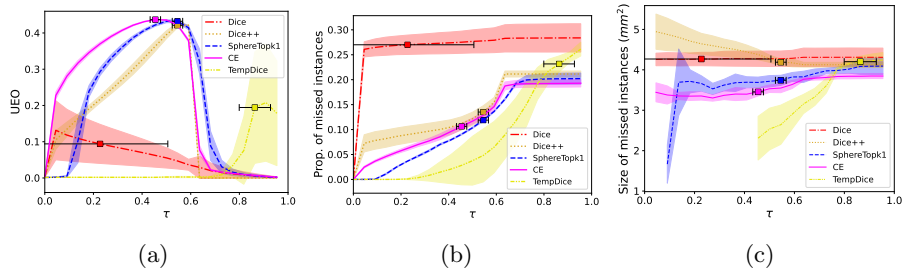 UEO
0.4
0.3
0.2
0.1
0.0
0.0 0.2 0.4 0.6 0.8 1.0
τ
Dice
Dice++
SphereTopk1
CE
TempDice
(a)
Prop. of missed instances
0.30
0.25
0.20
0.15
0.10
0.05
0.00
0.0 0.2 0.4 0.6 0.8 1.0
τ
Dice
Dice++
SphereTopk1
CE
TempDice
(b)
Size of missed instances (mm²)
5
4
3
2
1
0.0 0.2 0.4 0.6 0.8 1.0
τ
Dice
Dice++
SphereTopk1
CE
TempDice
(c)